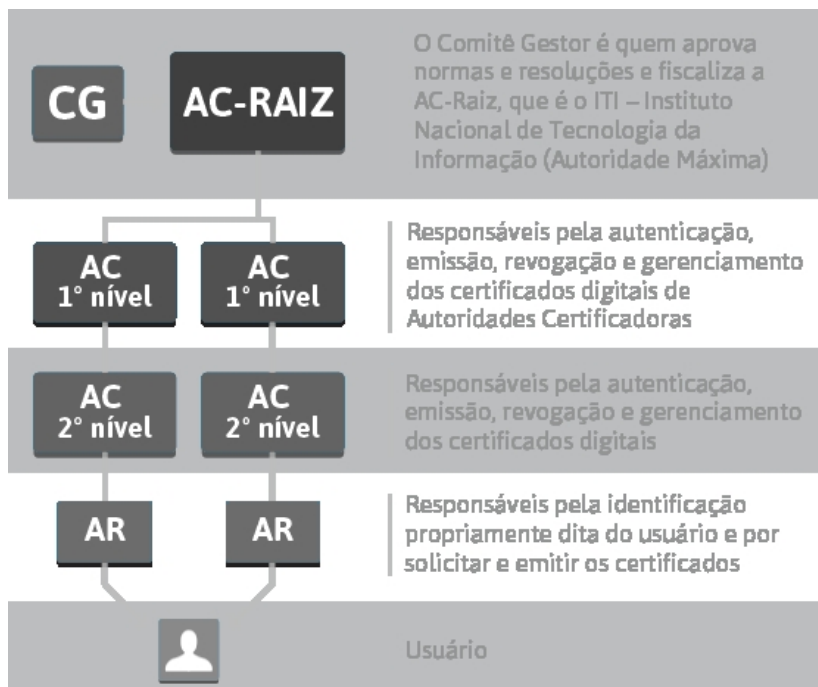 CG
AC-RAIZ
O Comitê Gestor é quem aprova
normas e resoluções e fiscaliza a
AC-Raiz, que é o ITI – Instituto
Nacional de Tecnologia da
Informação (Autoridade Máxima)
AC
1° nível
AC
1° nível
Responsáveis pela autenticação,
emissão, revogação e gerenciamento
dos certificados digitais de
Autoridades Certificadoras
AC
2° nível
AC
2° nível
Responsáveis pela autenticação,
emissão, revogação e gerenciamento
dos certificados digitais
AR
AR
Responsáveis pela identificação
propriamente dita do usuário e por
solicitar e emitir os certificados
Usuário